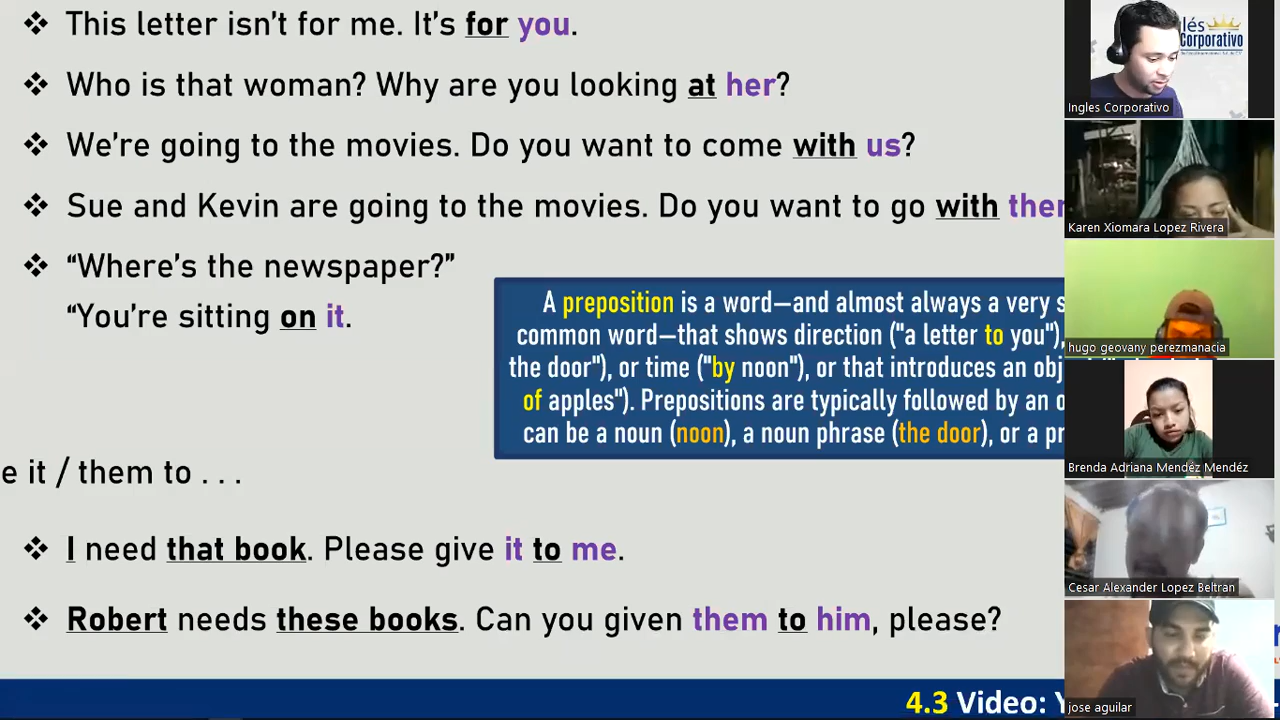 ❖ This letter isn't for me. It's for you.
❖ Who is that woman? Why are you looking at her?
❖ We're going to the movies. Do you want to come with us?
❖ Sue and Kevin are going to the movies. Do you want to go with
❖ “Where's the newspaper?”
“You're sitting on it.
A preposition is a word—and almost always a very
common word—that shows direction ("a letter to you"),
the door"), or time ("by noon"), or that introduces an
of apples"). Prepositions are typically followed by an
can be a noun (noon), a noun phrase (the door), or a
e it / them to . . .
❖ I need that book. Please give it to me.
❖ Robert needs these books. Can you given them to him, please?
4.3 Video:
lés
Corporativo
Ingles Corporativo
Karen Xiomara Lopez Rivera
hugo geovany perezmanacia
Brenda Adriana Mendéz Mendéz
Cesar Alexander Lopez Beltran
jose aguilar